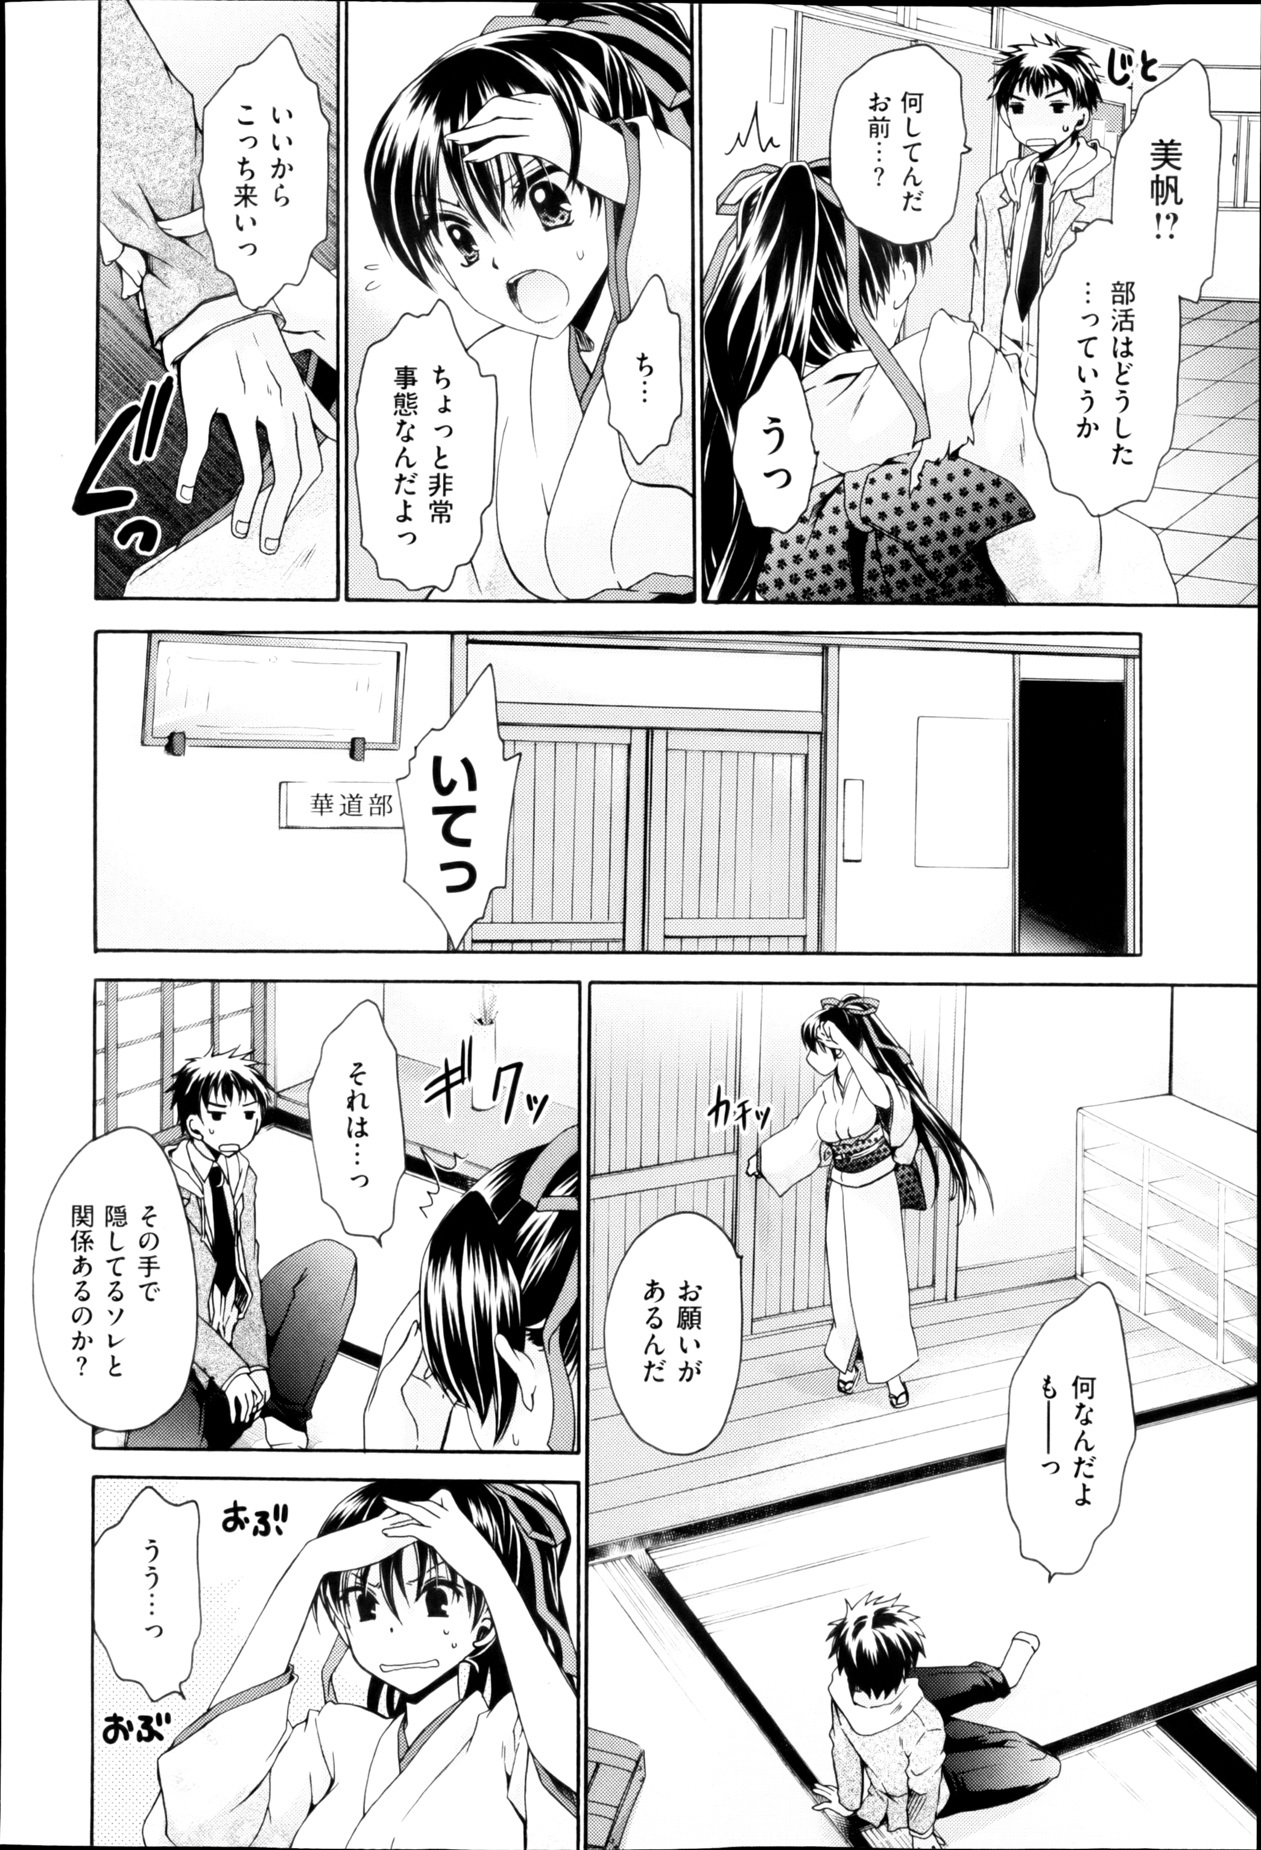 美帆!?
部活はどうした
…っていうか
じと
何してんだ
お前…?
うっ
ち…
ちょっと非常
事態なんだよっ
いいから
こっち来いっ
ぐっ
華道部
いてっ
カチッ
お願いが
あるんだ
何なんだよ
も――っ
ギクッ
それは…っ
その手で
隠してるソレと
関係あるのか?
おぶ!!
うう…っ
おぶ